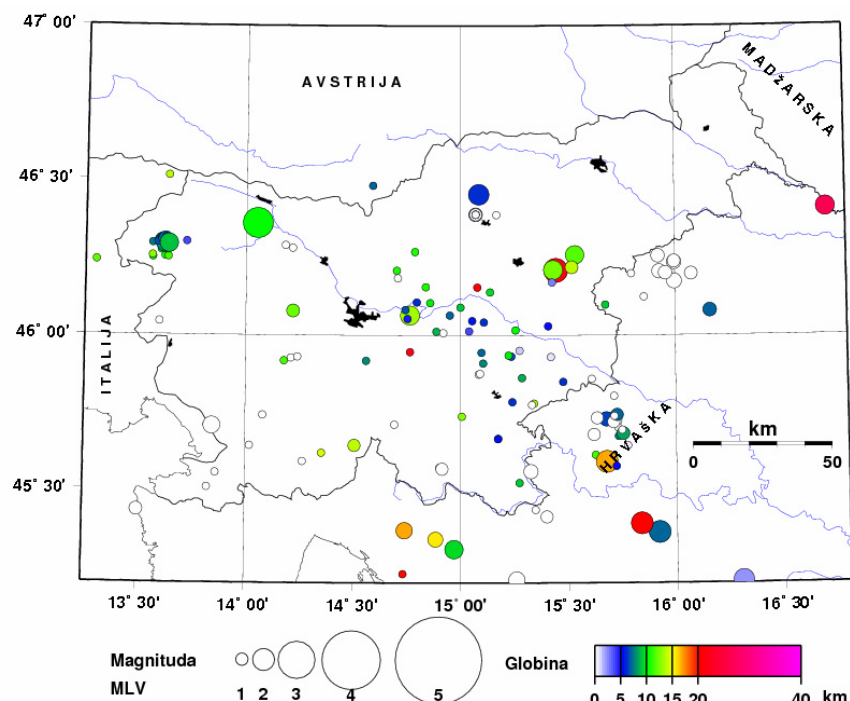 47° 00'
AVSTRIJA
MADŽARSKA
46° 30'
46° 00'
ITALIJA
HRVAŠKA
km
0 50
45° 30'
13° 30' 14° 00' 14° 30' 15° 00' 15° 30' 16° 00' 16° 30'
Magnituda
MLV
1 2 3 4 5
Globina
0 5 10 15 20 40 km